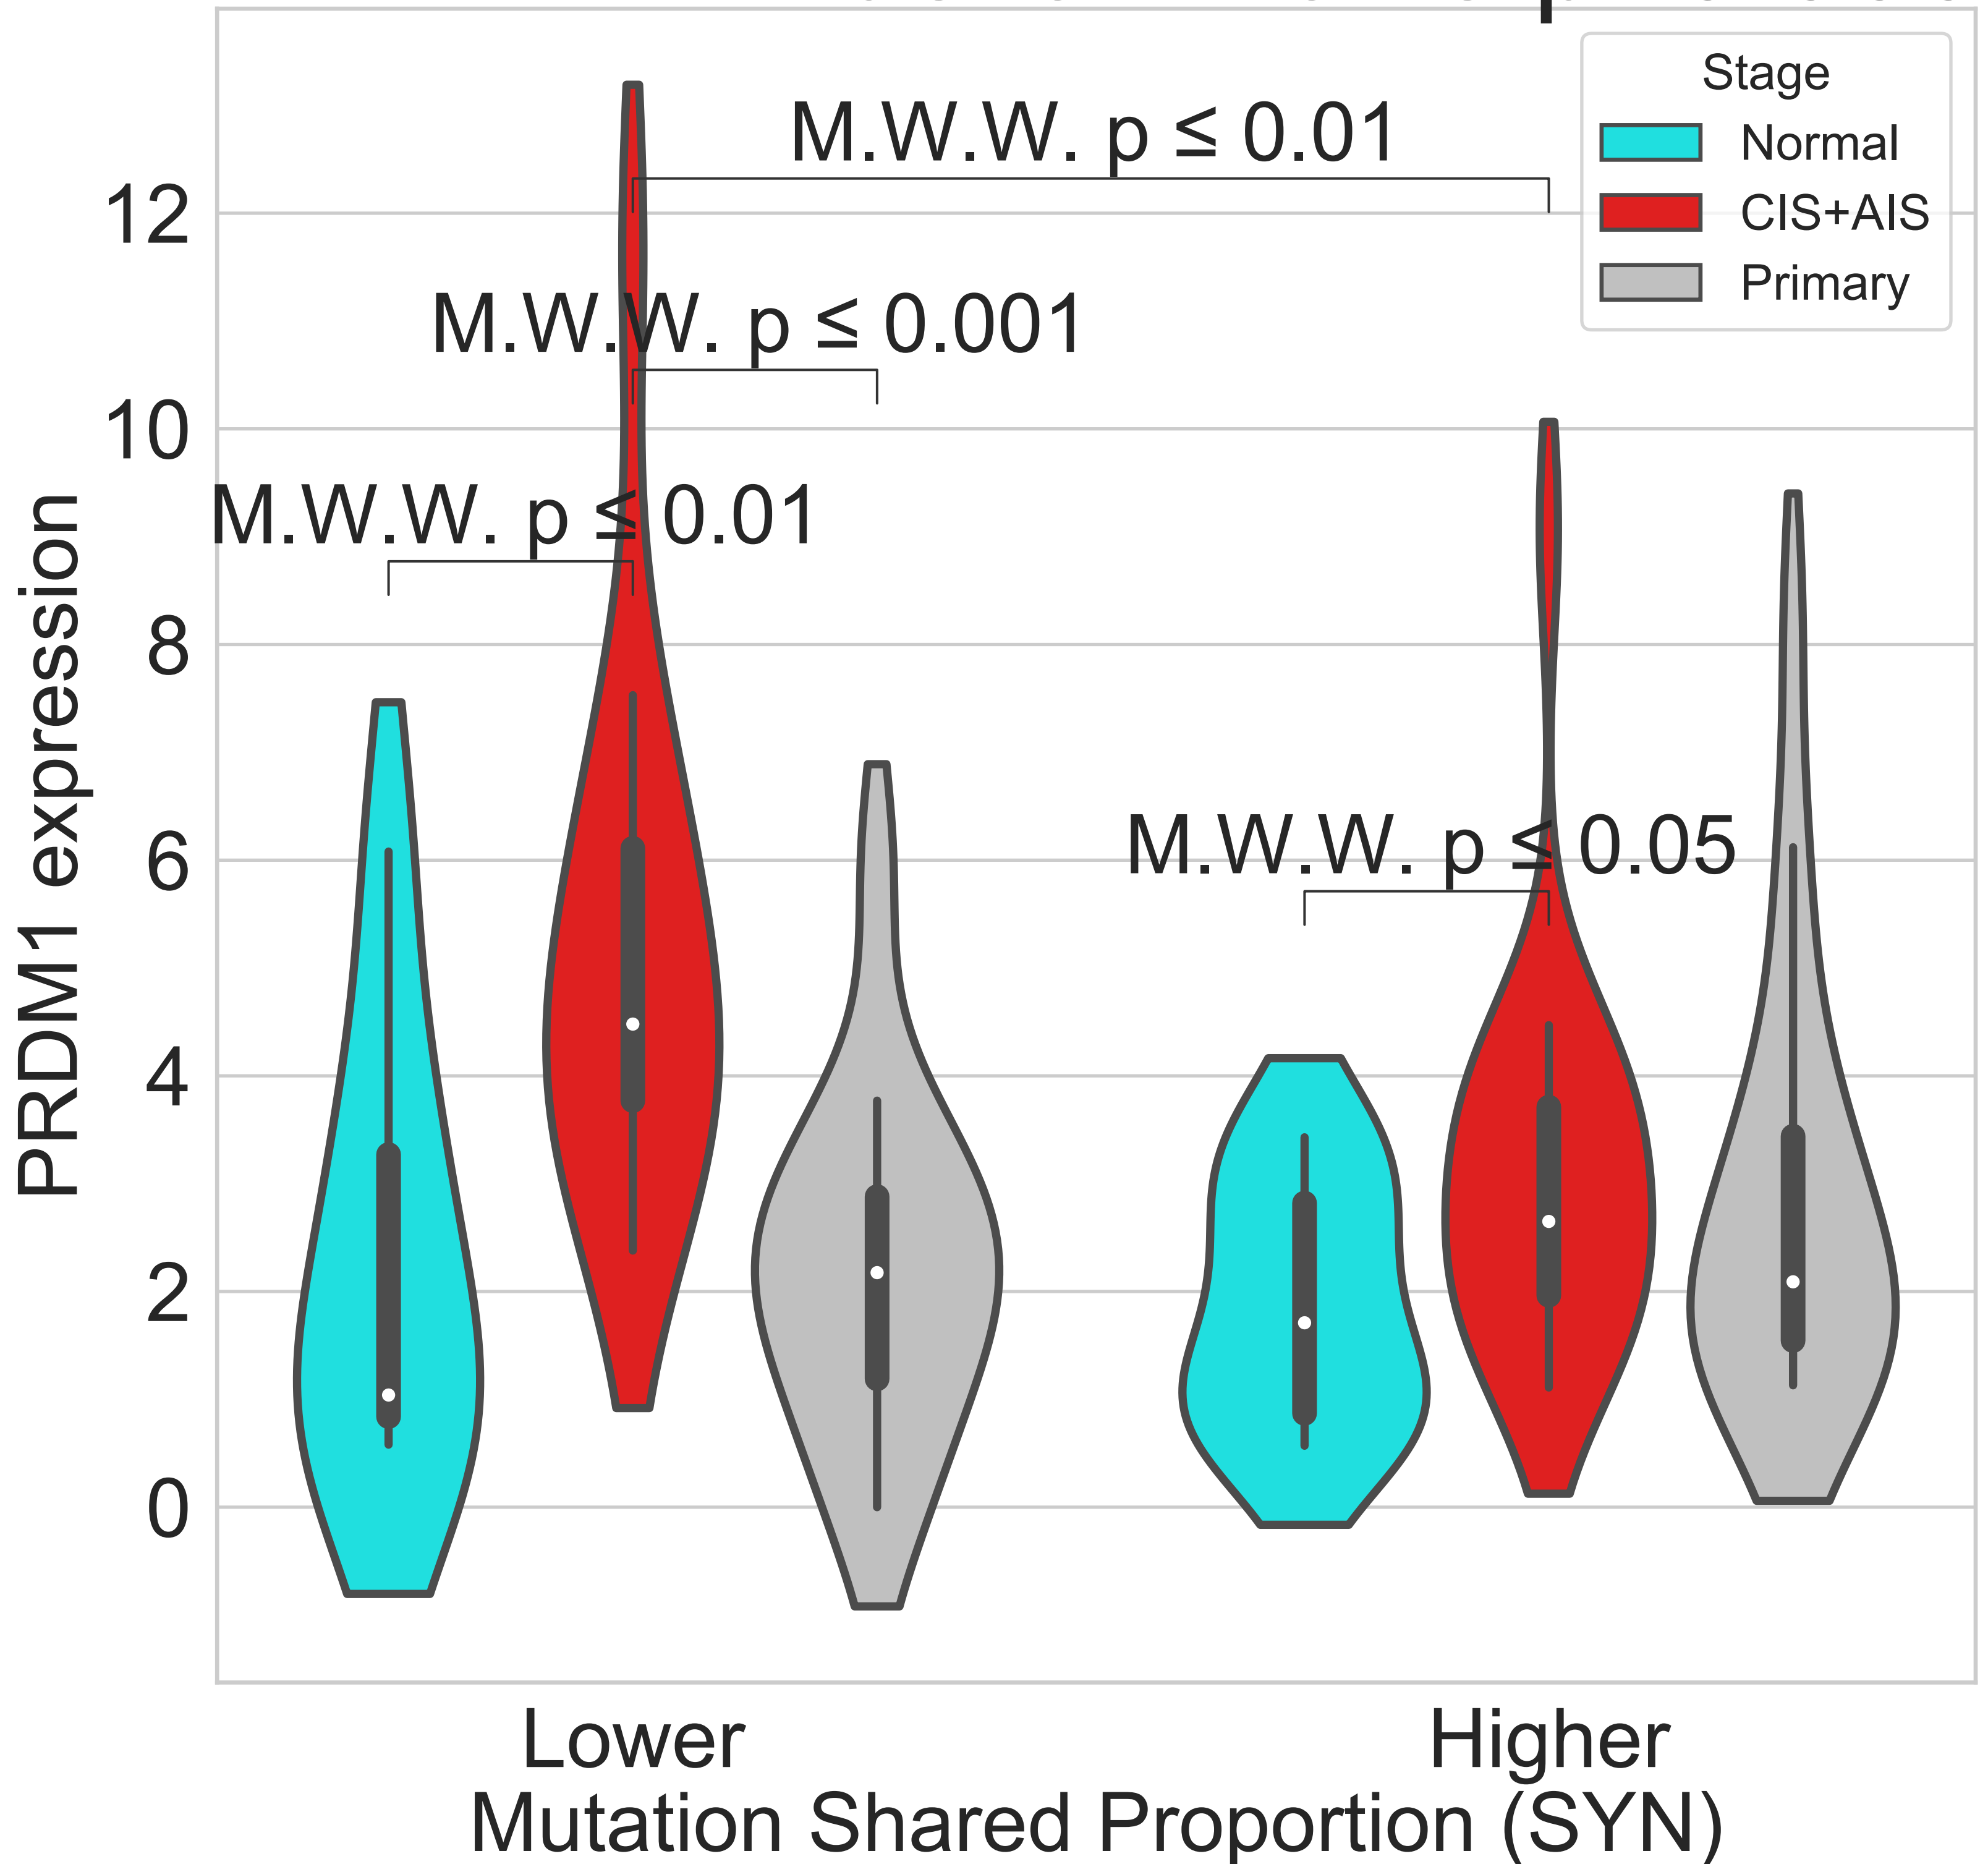 Stage
Normal
CIS+AIS
Primary
M.W.W. p ≤ 0.01
M.W.W. p ≤ 0.001
M.W.W. p ≤ 0.01
M.W.W. p ≤ 0.05
12
10
8
6
4
2
0
PRDM1 expression
Lower
Higher
Mutation Shared Proportion (SYN)